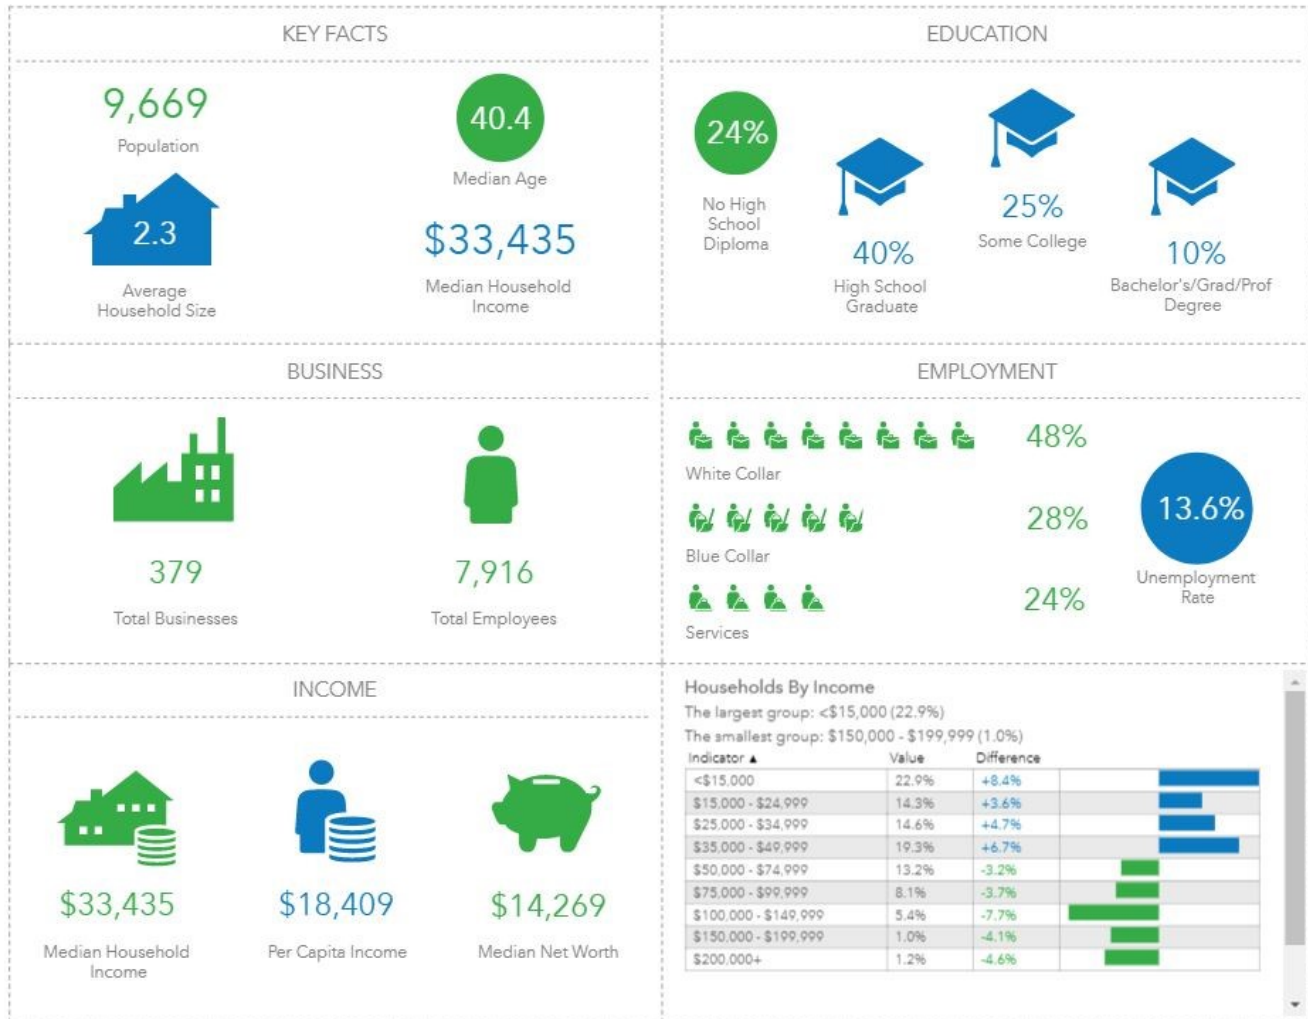 KEY FACTS
9,669
Population
40.4
Median Age
2.3
Average
Household Size
$33,435
Median Household
Income
EDUCATION
24%
No High
School
Diploma
40%
High School
Graduate
25%
Some College
10%
Bachelor's/Grad/Prof
Degree
BUSINESS
379
Total Businesses
7,916
Total Employees
EMPLOYMENT
48%
White Collar
28%
Blue Collar
24%
Services
13.6%
Unemployment
Rate
INCOME
$33,435
Median Household
Income
$18,409
Per Capita Income
$14,269
Median Net Worth
Households By Income
The largest group: <$15,000 (22.9%)
The smallest group: $150,000 - $199,999 (1.0%)
Indicator ▲ Value Difference
<$15,000 22.9% +8.4%
$15,000 - $24,999 14.3% +3.6%
$25,000 - $34,999 14.6% +4.7%
$35,000 - $49,999 19.3% +6.7%
$50,000 - $74,999 13.2% -3.2%
$75,000 - $99,999 8.1% -3.7%
$100,000 - $149,999 5.4% -7.7%
$150,000 - $199,999 1.0% -4.1%
$200,000+ 1.2% -4.6%